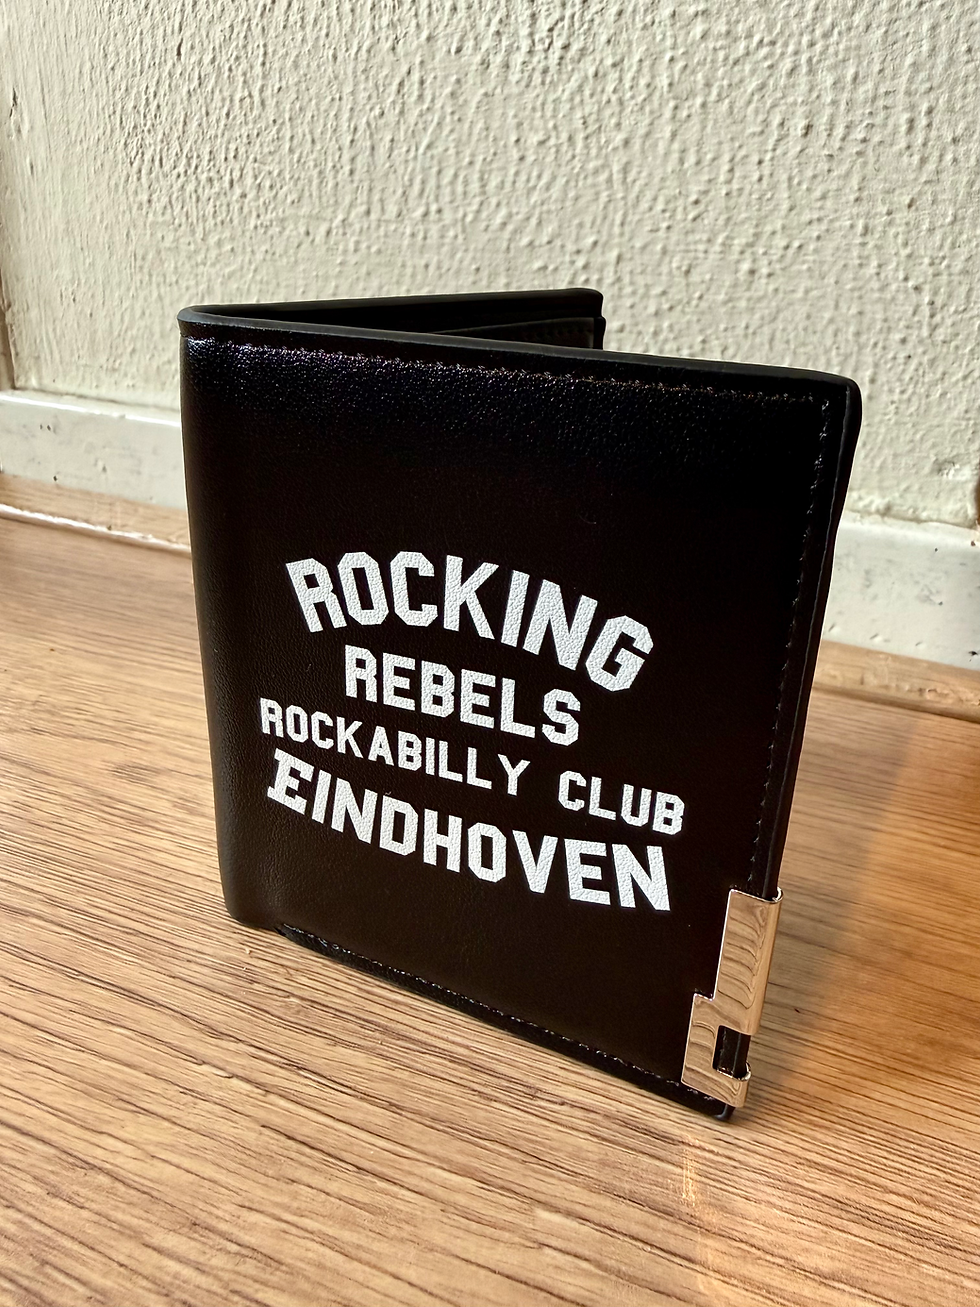 ROCKING
REBELS
ROCKABILLY CLUB
EINDHOVEN